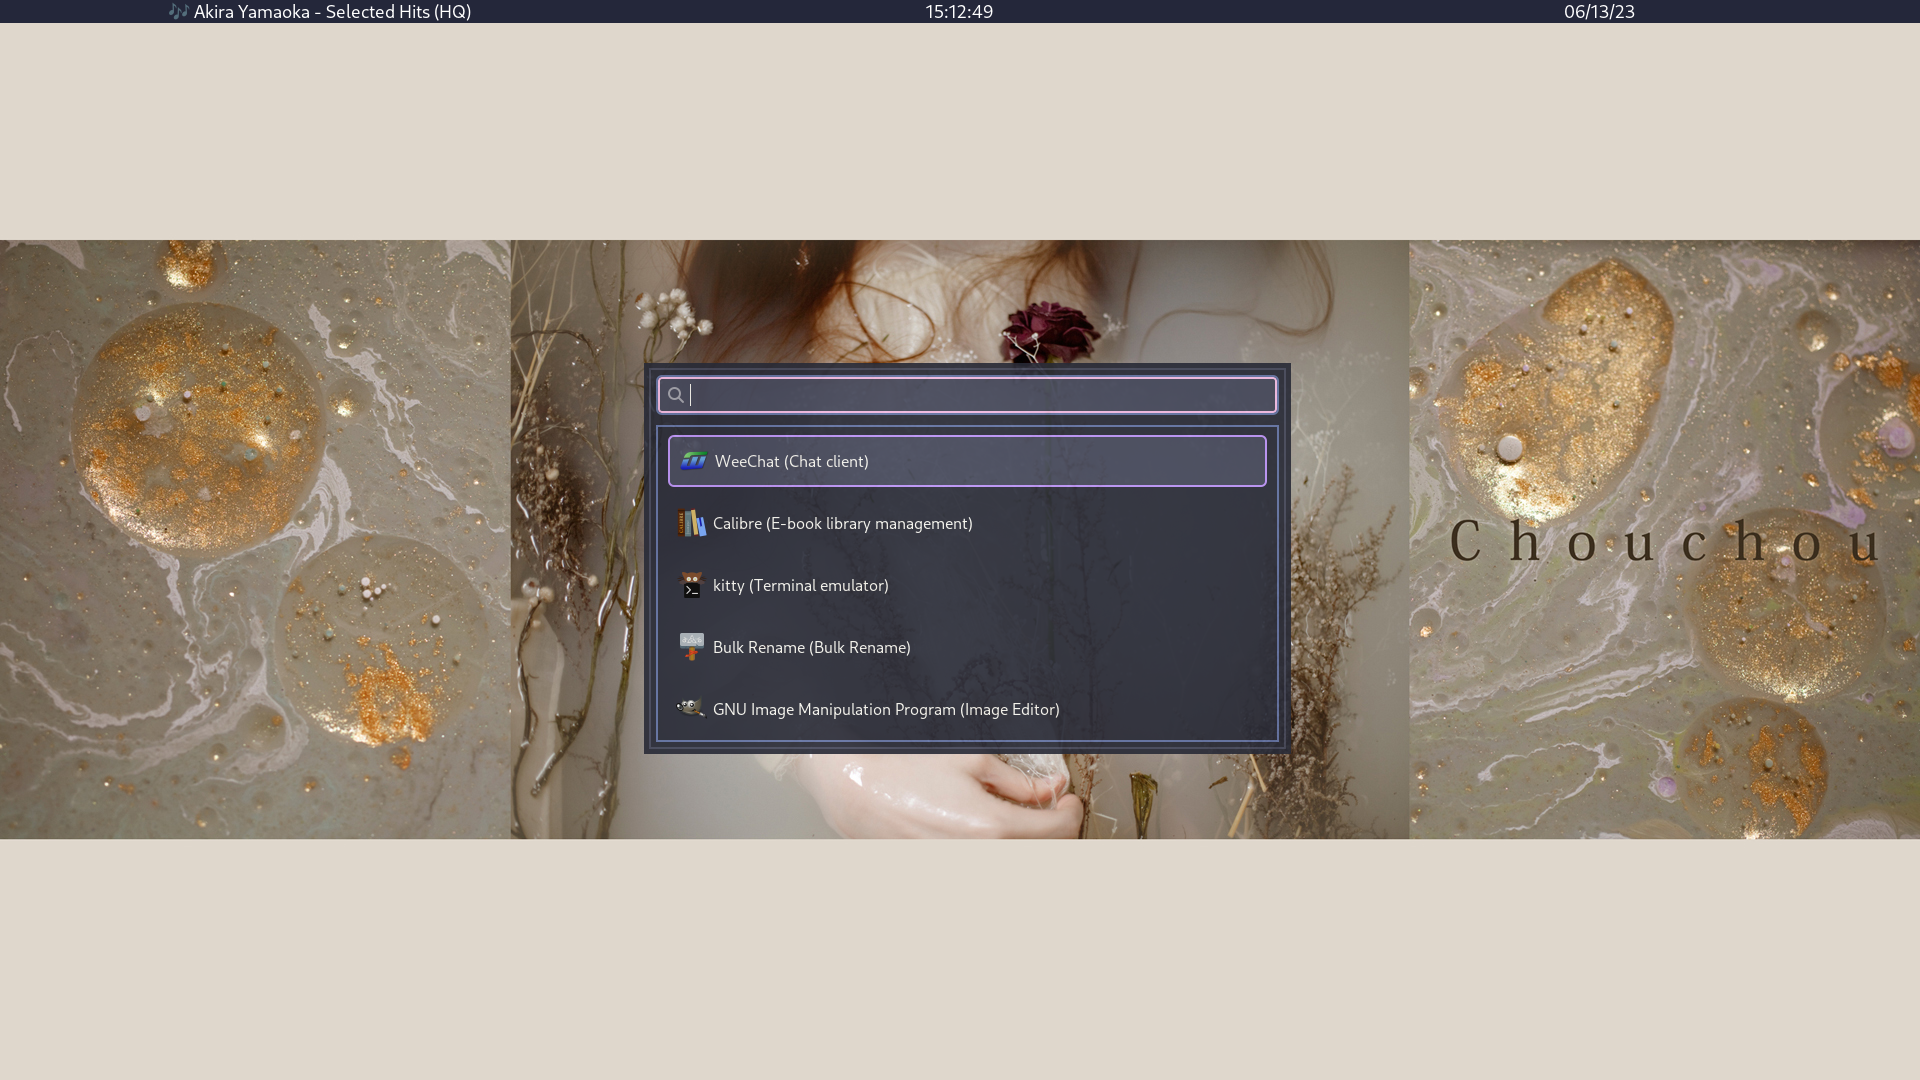 🎶 Akira Yamaoka - Selected Hits (HQ)
15:12:49
06/13/23
WeeChat (Chat client)
Calibre (E-book library management)
kitty (Terminal emulator)
Bulk Rename (Bulk Rename)
GNU Image Manipulation Program (Image Editor)
Chouchou